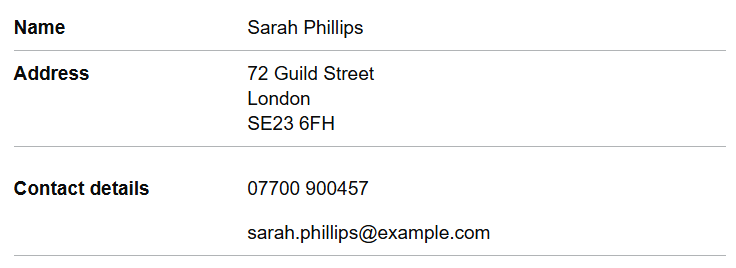 Name Sarah Phillips
Address 72 Guild Street
London
SE23 6FH
Contact details 07700 900457
sarah.phillips@example.com